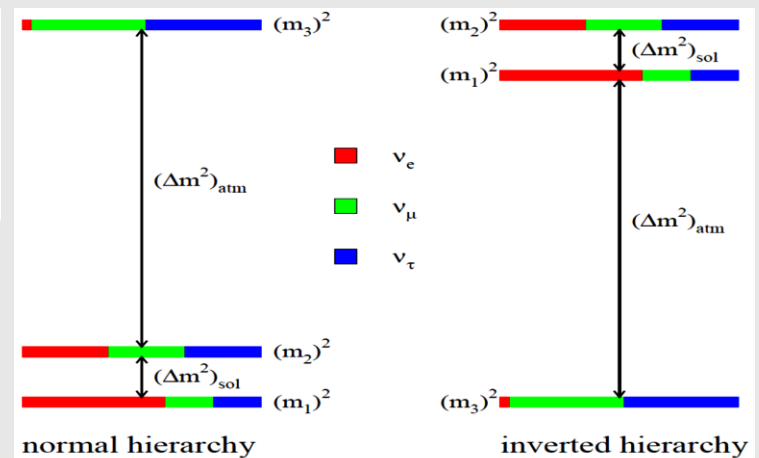 (m₃)²
(Δm²)atm
(m₂)²
(Δm²)sol
(m₁)²
normal hierarchy
νe
νμ
ντ
(m₂)²
(Δm²)sol
(m₁)²
(Δm²)atm
(m₃)²
inverted hierarchy